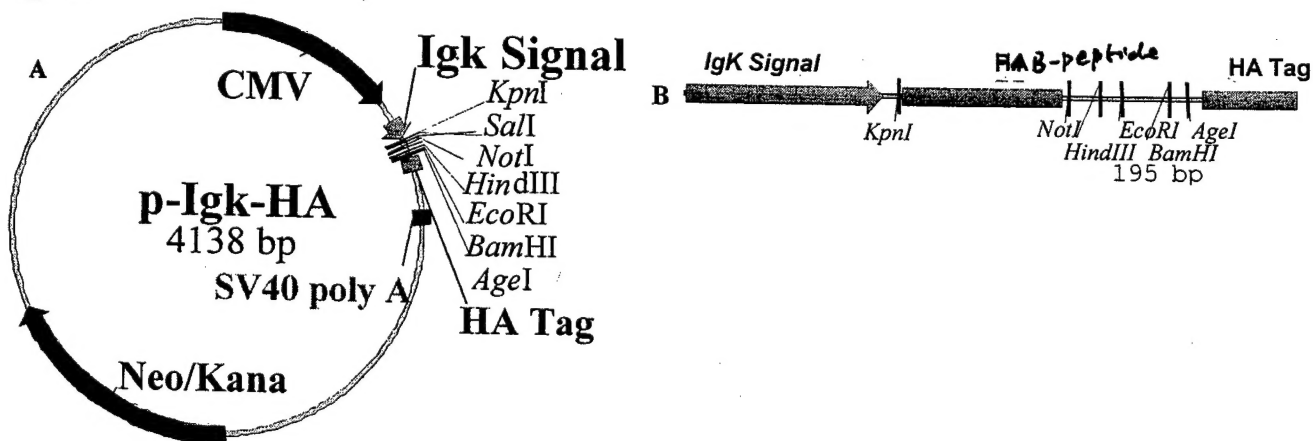 A
CMV
Igk Signal
KpnI
SalI
NotI
HindIII
EcoRI
BamHI
AgeI
p-Igk-HA
4138 bp
SV40 poly A
HA Tag
Neo/Kana
B
IgK Signal
HAB-peptide
HA Tag
KpnI
NotI
HindIII
EcoRI
BamHI
AgeI
195 bp